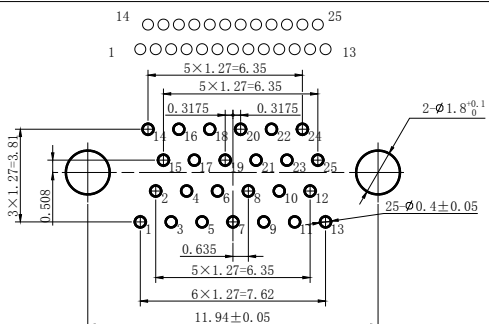 14 25
1 13
5×1.27=6.35
5×1.27=6.35
0.3175 0.3175
2-Ø1.8+0.1 0
14 16 18 20 22 24
3×1.27=3.81
15 17 19 21 23 25
0.508
2 4 6 8 10 12
25-Ø0.4±0.05
1 3 5 7 9 11 13
0.635
5×1.27=6.35
6×1.27=7.62
11.94±0.05